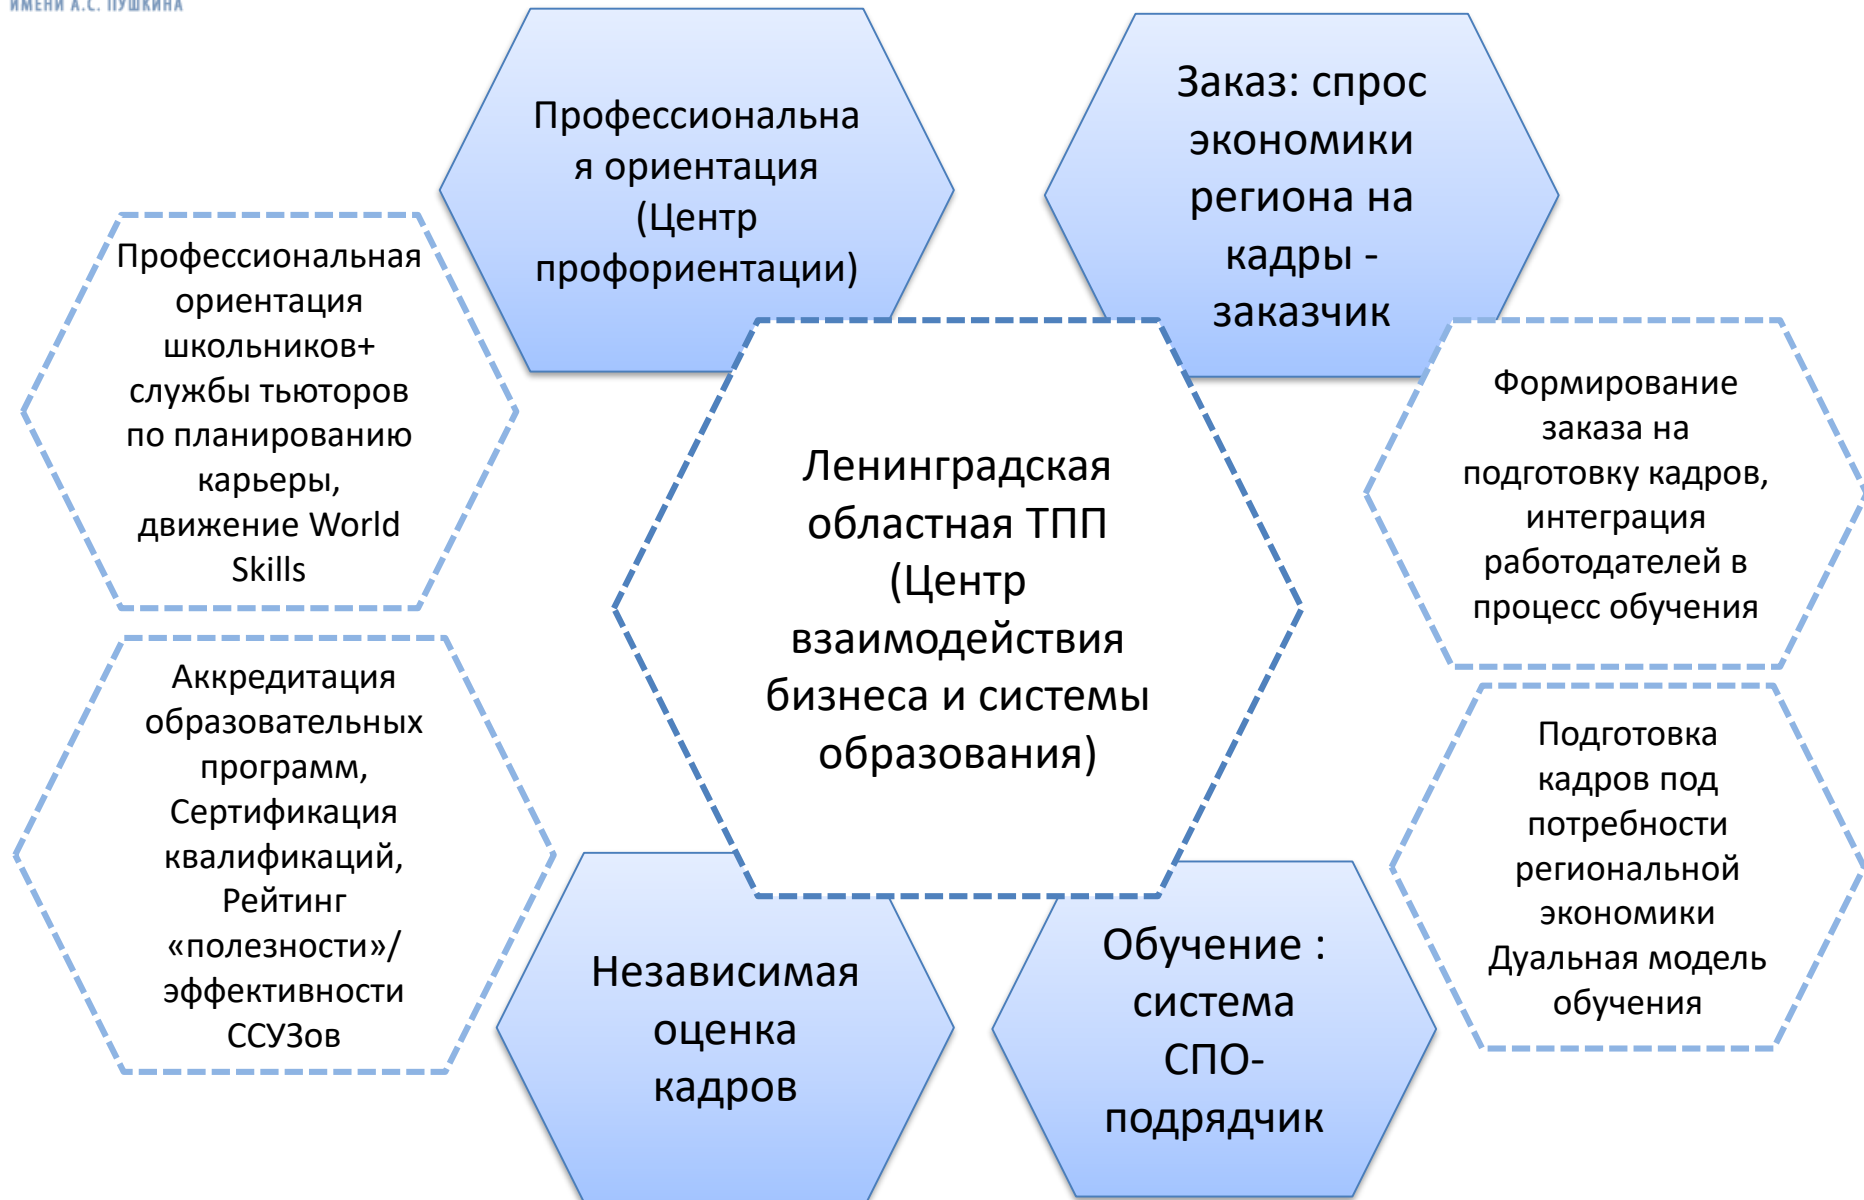 ИМЕНИ А.С. ПУШКИНА
Профессиональна
я ориентация
(Центр
профориентации)
Заказ: спрос
экономики
региона на
кадры -
заказчик
Профессиональная
ориентация
школьников+
службы тьюторов
по планированию
карьеры,
движение World
Skills
Ленинградская
областная ТПП
(Центр
взаимодействия
бизнеса и системы
образования)
Формирование
заказа на
подготовку кадров,
интеграция
работодателей в
процесс обучения
Аккредитация
образовательных
программ,
Сертификация
квалификаций,
Рейтинг
«полезности»/
эффективности
ССУЗов
Подготовка
кадров под
потребности
региональной
экономики
Дуальная модель
обучения
Независимая
оценка
кадров
Обучение :
система
СПО-
подрядчик